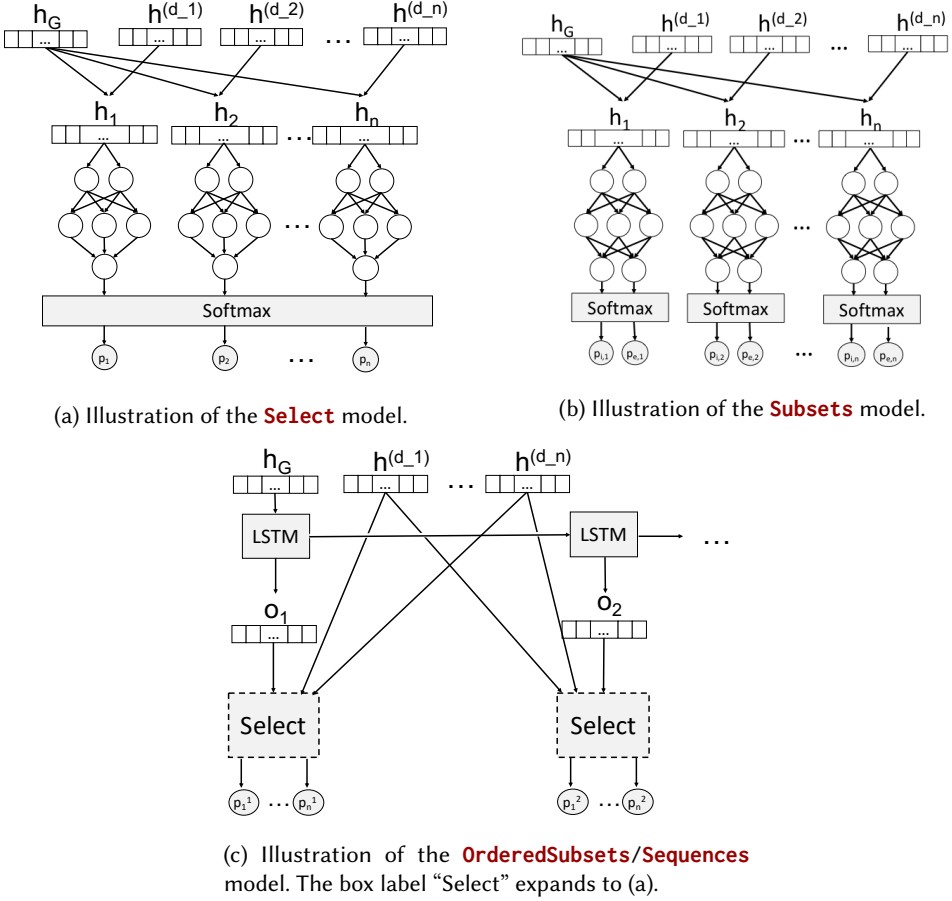 h_G h^(d_1) h^(d_2) ... h^(d_n)
... ... ... ...
h_1 h_2 h_n
... ... ... ...
...
Softmax
p_1 p_2 ... p_n
(a) Illustration of the Select model.
h_G h^(d_1) h^(d_2) ... h^(d_n)
... ... ... ...
h_1 h_2 h_n
... ... ... ...
...
Softmax Softmax Softmax
p_i,1 p_e,1 p_i,2 p_e,2 ... p_i,n p_e,n
(b) Illustration of the Subsets model.
h_G h^(d_1) ... h^(d_n)
... ... ...
LSTM LSTM ...
o_1 o_2
... ...
Select Select
p_1^1 ... p_n^1 p_1^2 ... p_n^2
(c) Illustration of the OrderedSubsets/Sequences
model. The box label “Select” expands to (a).